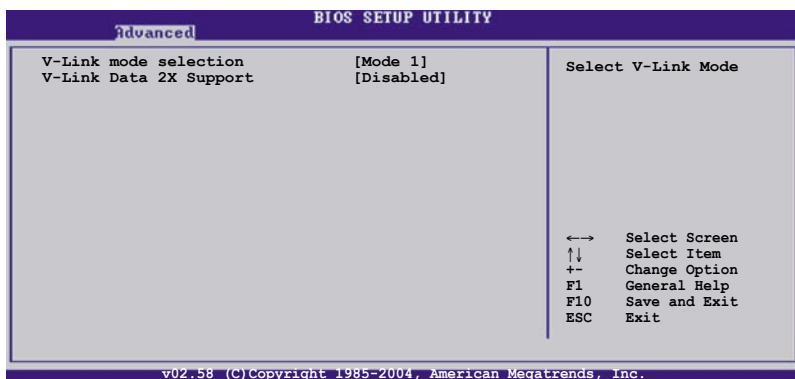 BIOS SETUP UTILITY
Advanced
V-Link mode selection [Mode 1]
V-Link Data 2X Support [Disabled]
Select V-Link Mode
←→ Select Screen
↑↓ Select Item
+- Change Option
F1 General Help
F10 Save and Exit
ESC Exit
v02.58 (C)Copyright 1985-2004, American Megatrends, Inc.